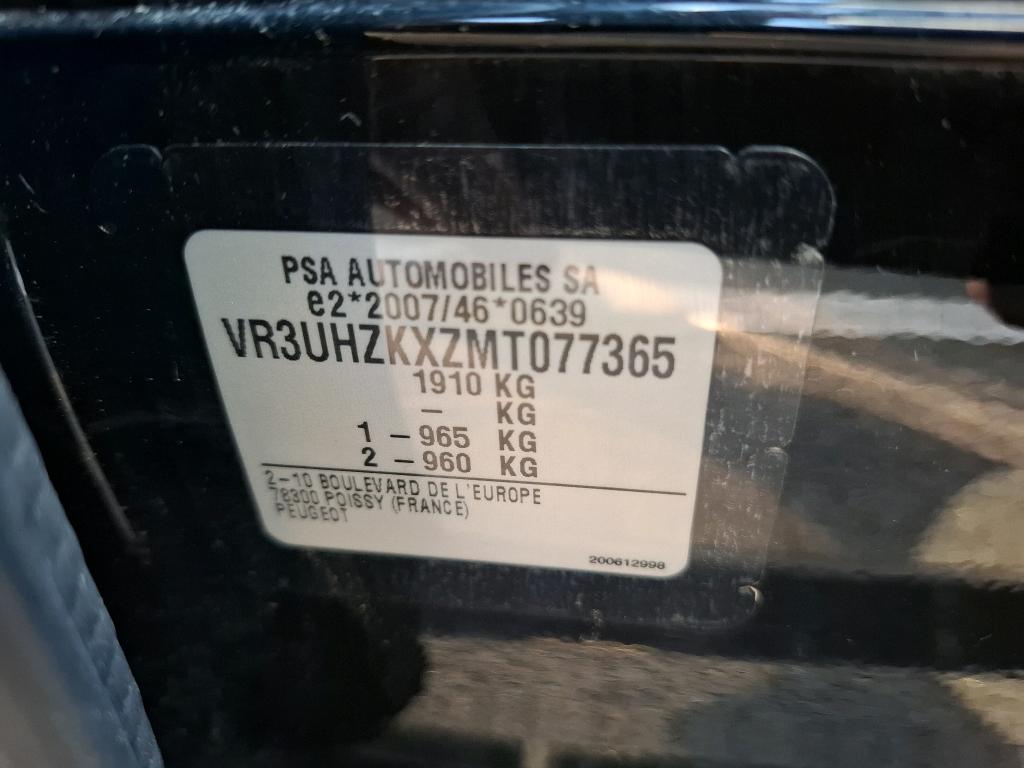 PSA AUTOMOBILES SA
e2*2007/46*0639
VR3UHZKXZMT077365
1910 KG
– KG
1 – 965 KG
2 – 960 KG
2–10 BOULEVARD DE L'EUROPE
78300 POISSY (FRANCE)
PEUGEOT
200612998